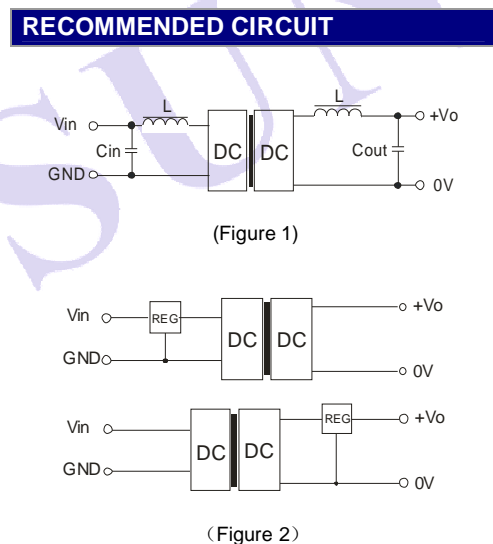 RECOMMENDED CIRCUIT
L L
Vin +Vo
Cin DC DC Cout
GND 0V
(Figure 1)
Vin REG +Vo
DC DC
GND 0V
Vin REG +Vo
DC DC
GND 0V
（Figure 2）